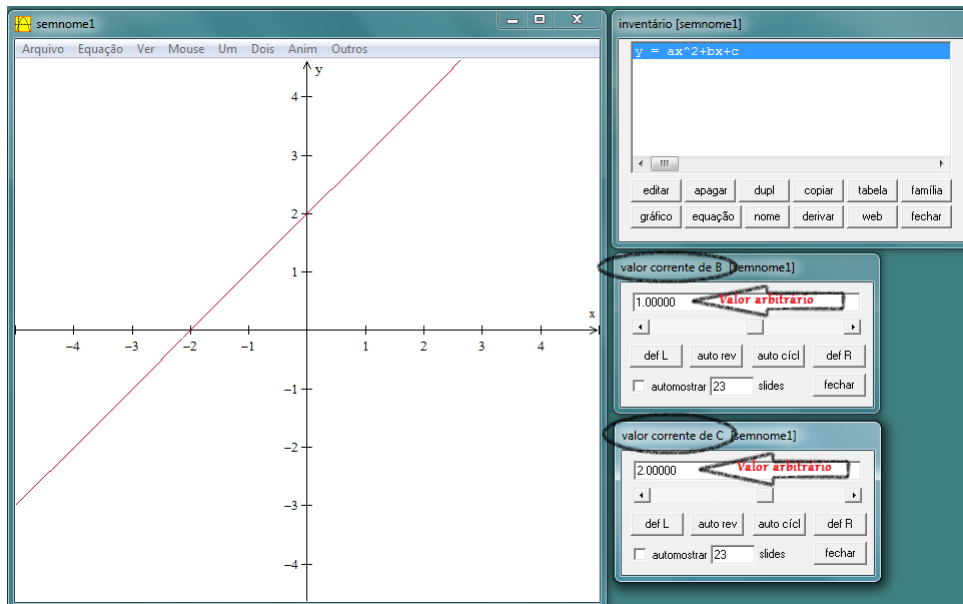 semnome1
Arquivo Equação Ver Mouse Um Dois Anim Outros
y
4
3
2
1
x
−4 −3 −2 −1 1 2 3 4
−1
−2
−3
−4
inventário [semnome1]
y = ax^2+bx+c
editar apagar dupl copiar tabela família
gráfico equação nome derivar web fechar
valor corrente de B [semnome1]
1.00000 Valor arbitrário
def L auto rev auto cícl def R
automostrar 23 slides fechar
valor corrente de C [semnome1]
2.00000 Valor arbitrario
def L auto rev auto cícl def R
automostrar 23 slides fechar